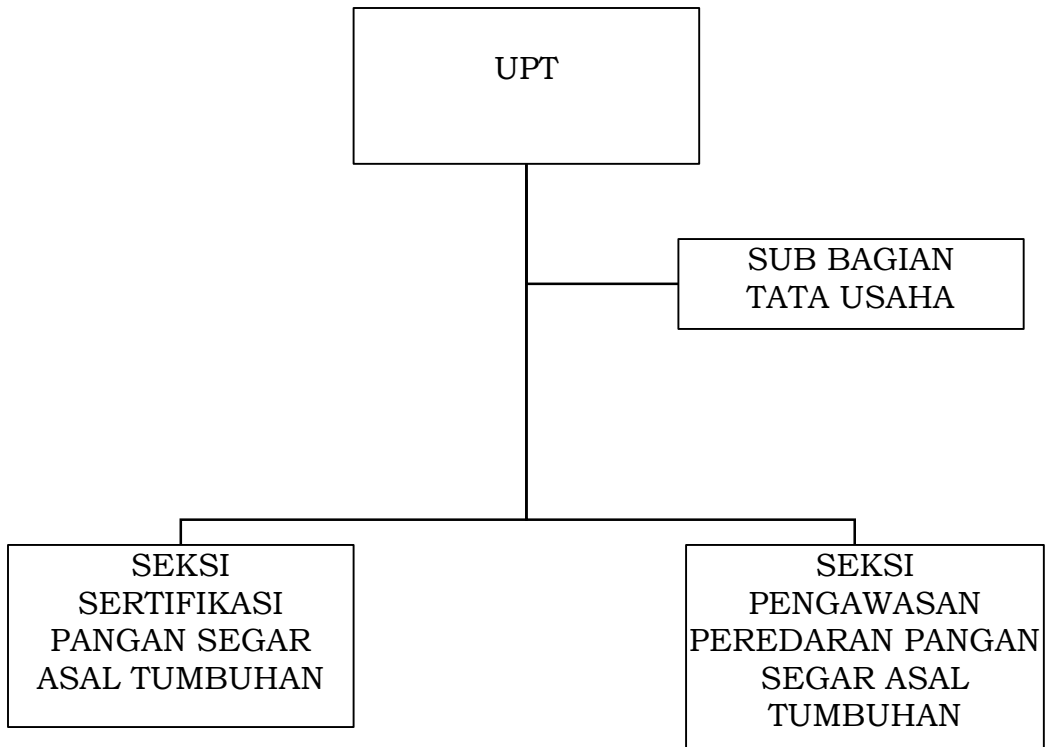 UPT
SUB BAGIAN
TATA USAHA
SEKSI
SERTIFIKASI
PANGAN SEGAR
ASAL TUMBUHAN
SEKSI
PENGAWASAN
PEREDARAN PANGAN
SEGAR ASAL
TUMBUHAN